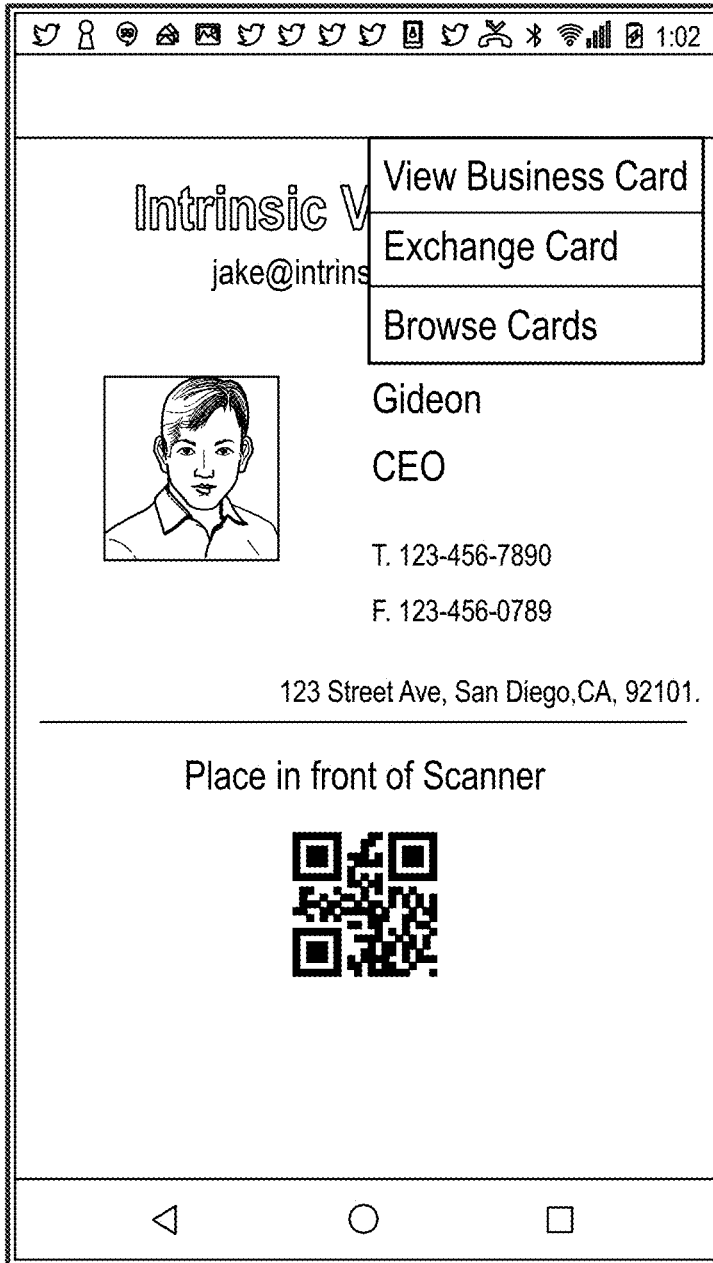 1:02
View Business Card
Intrinsic V
Exchange Card
jake@intrins
Browse Cards
Gideon
CEO
T. 123-456-7890
F. 123-456-0789
123 Street Ave, San Diego,CA, 92101.
Place in front of Scanner